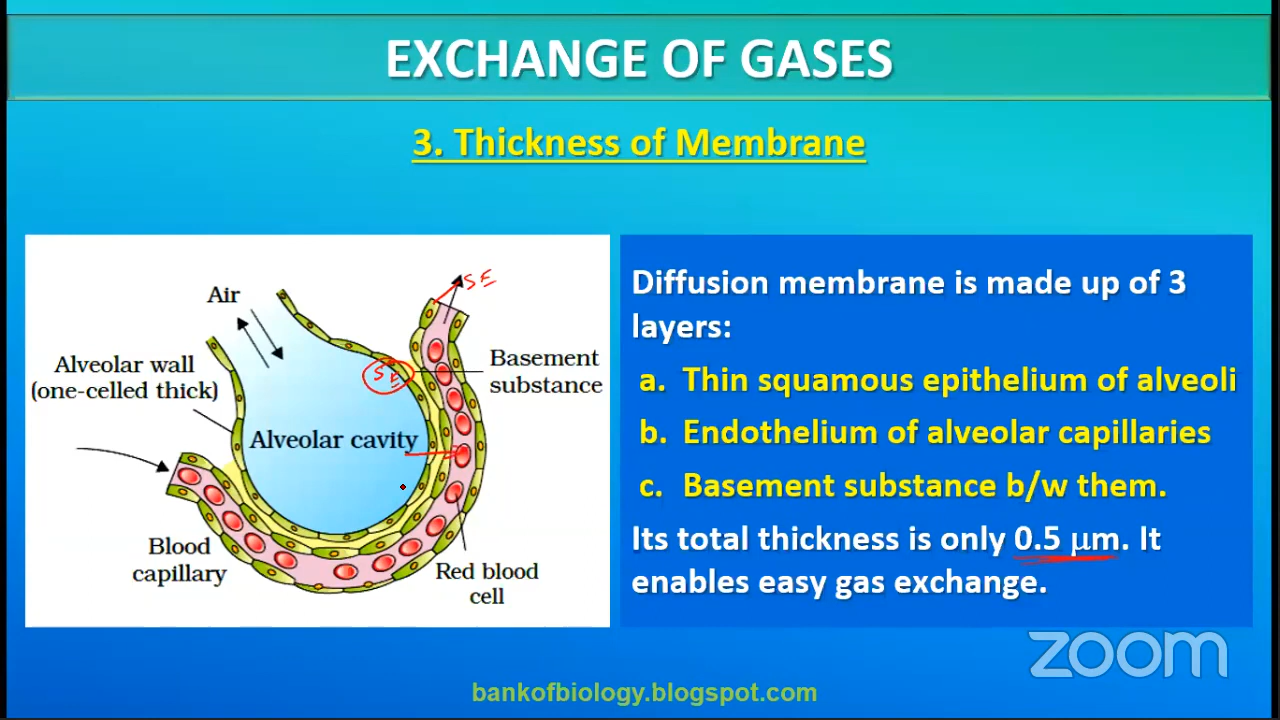 EXCHANGE OF GASES
3. Thickness of Membrane
Air
Alveolar wall
(one-celled thick)
Alveolar cavity
Blood
capillary
Red blood
cell
Basement
substance
S E
S E
Diffusion membrane is made up of 3
layers:
a. Thin squamous epithelium of alveoli
b. Endothelium of alveolar capillaries
c. Basement substance b/w them.
Its total thickness is only 0.5 μm. It
enables easy gas exchange.
zoom
bankofbiology.blogspot.com